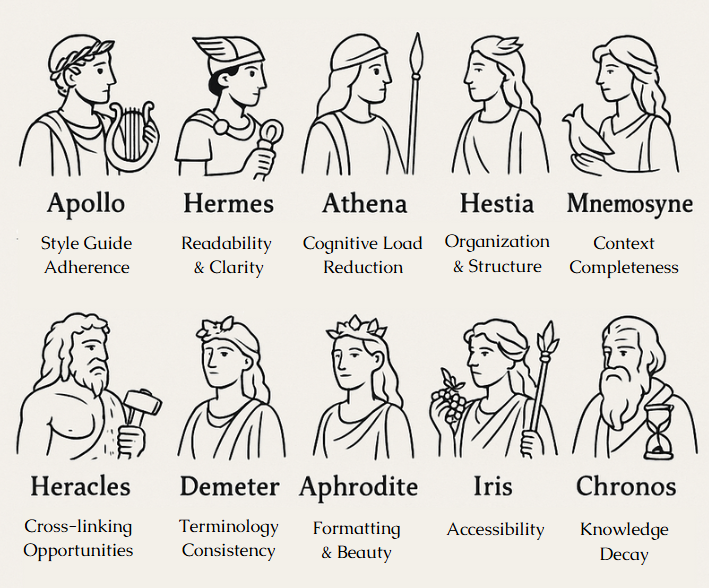 Apollo
Hermes
Athena
Hestia
Mnemosyne
Style Guide
Adherence
Readability
& Clarity
Cognitive Load
Reduction
Organization
& Structure
Context
Completeness
Heracles
Demeter
Aphrodite
Iris
Chronos
Cross-linking
Opportunities
Terminology
Consistency
Formatting
& Beauty
Accessibility
Knowledge
Decay